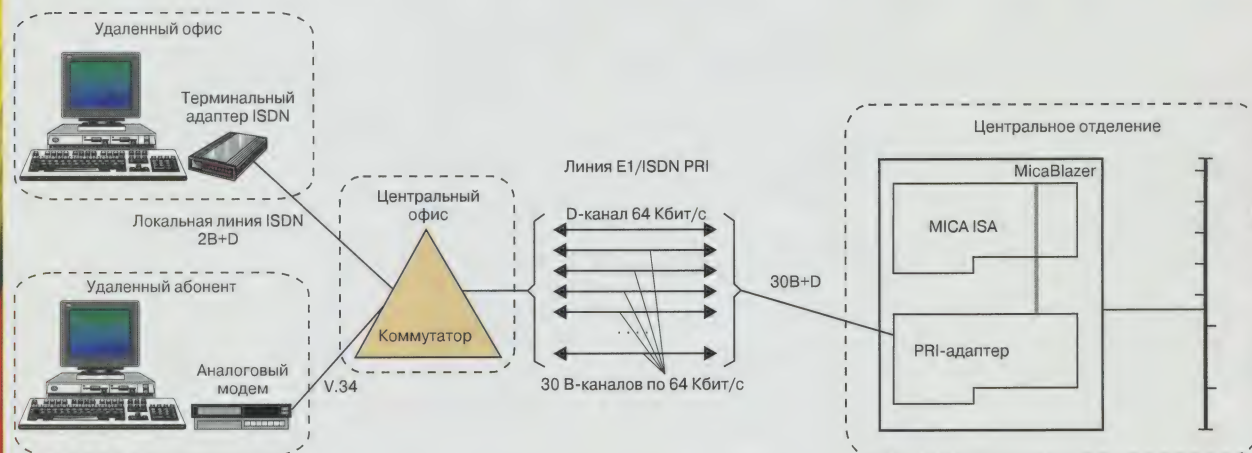 Удаленный офис
Терминальный
адаптер ISDN
Локальная линия ISDN
2B+D
Удаленный абонент
Аналоговый
модем
V.34
Центральный
офис
Коммутатор
Линия E1/ISDN PRI
D-канал 64 Кбит/с
30 В-каналов по 64 Кбит/с
30B+D
Центральное отделение
MicaBlazer
MICA ISA
PRI-адаптер